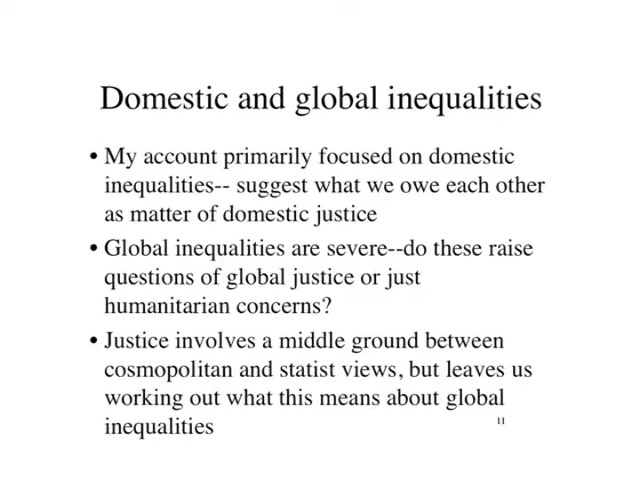 Domestic and global inequalities
• My account primarily focused on domestic
inequalities-- suggest what we owe each other
as matter of domestic justice
• Global inequalities are severe--do these raise
questions of global justice or just
humanitarian concerns?
• Justice involves a middle ground between
cosmopolitan and statist views, but leaves us
working out what this means about global
inequalities
11